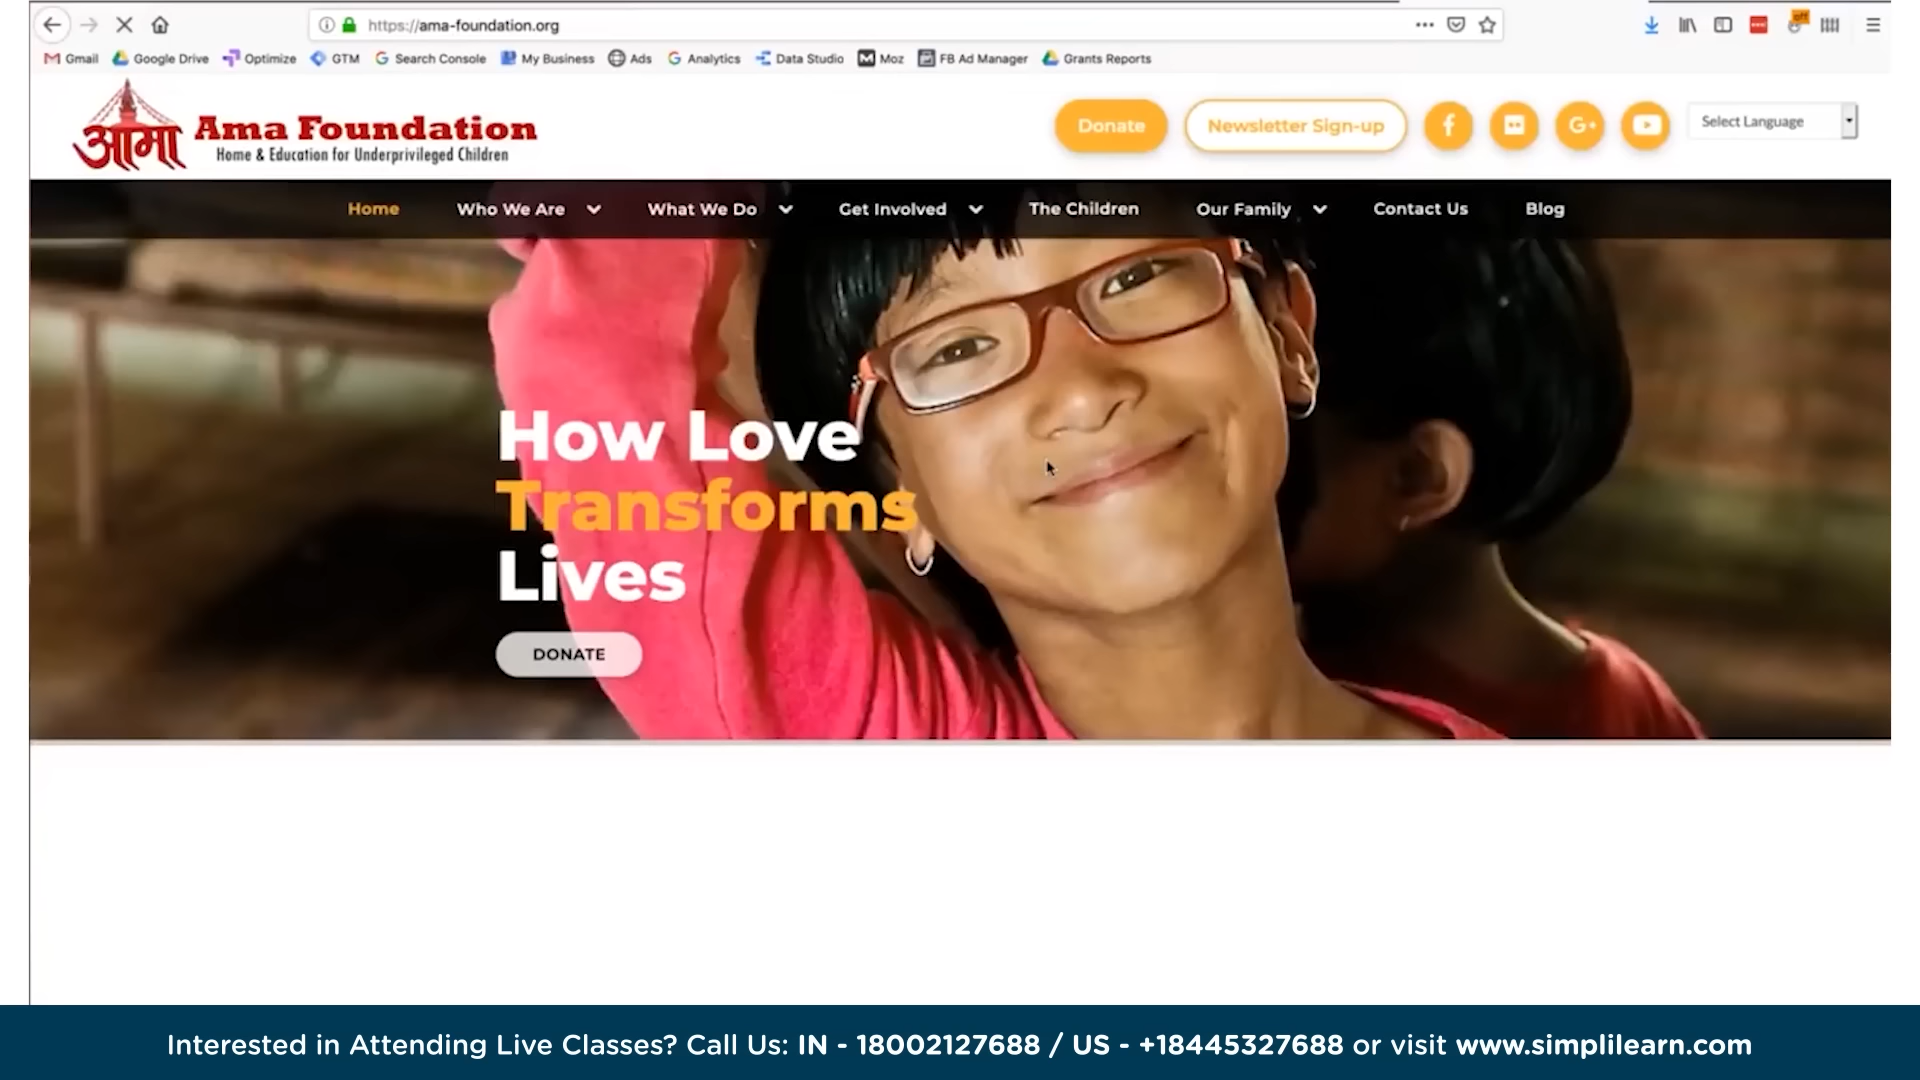 https://ama-foundation.org
off
Gmail Google Drive Optimize GTM Search Console My Business Ads Analytics Data Studio Moz FB Ad Manager Grants Reports
आमा
Ama Foundation
Home & Education for Underprivileged Children
Donate Newsletter Sign-up Select Language
Home Who We Are What We Do Get Involved The Children Our Family Contact Us Blog
How Love
Transforms
Lives
DONATE
Interested in Attending Live Classes? Call Us: IN - 18002127688 / US - +18445327688 or visit www.simplilearn.com